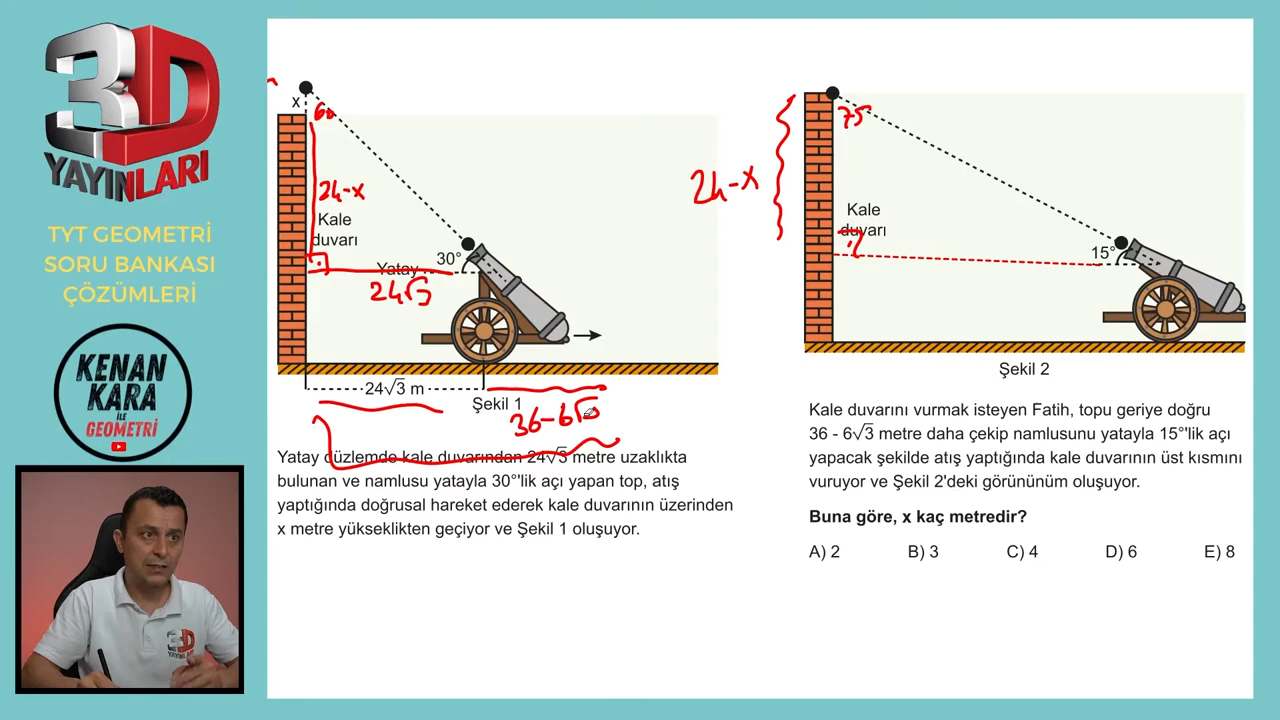 3D
YAYINLARI
TYT GEOMETRİ
SORU BANKASI
ÇÖZÜMLERİ
KENAN
KARA
İLE
GEOMETRİ
3D
YAYINLARI
x
60
24-x
Kale
duvarı
30°
Yatay
24√3
24√3 m
Şekil 1
36-6√3
Yatay düzlemde kale duvarından 24√3 metre uzaklıkta
bulunan ve namlusu yatayla 30°'lik açı yapan top, atış
yaptığında doğrusal hareket ederek kale duvarının üzerinden
x metre yükseklikten geçiyor ve Şekil 1 oluşuyor.
75
24-x
Kale
duvarı
15°
Şekil 2
Kale duvarını vurmak isteyen Fatih, topu geriye doğru
36 - 6√3 metre daha çekip namlusunu yatayla 15°'lik açı
yapacak şekilde atış yaptığında kale duvarının üst kısmını
vuruyor ve Şekil 2'deki görününüm oluşuyor.
Buna göre, x kaç metredir?
A) 2 B) 3 C) 4 D) 6 E) 8